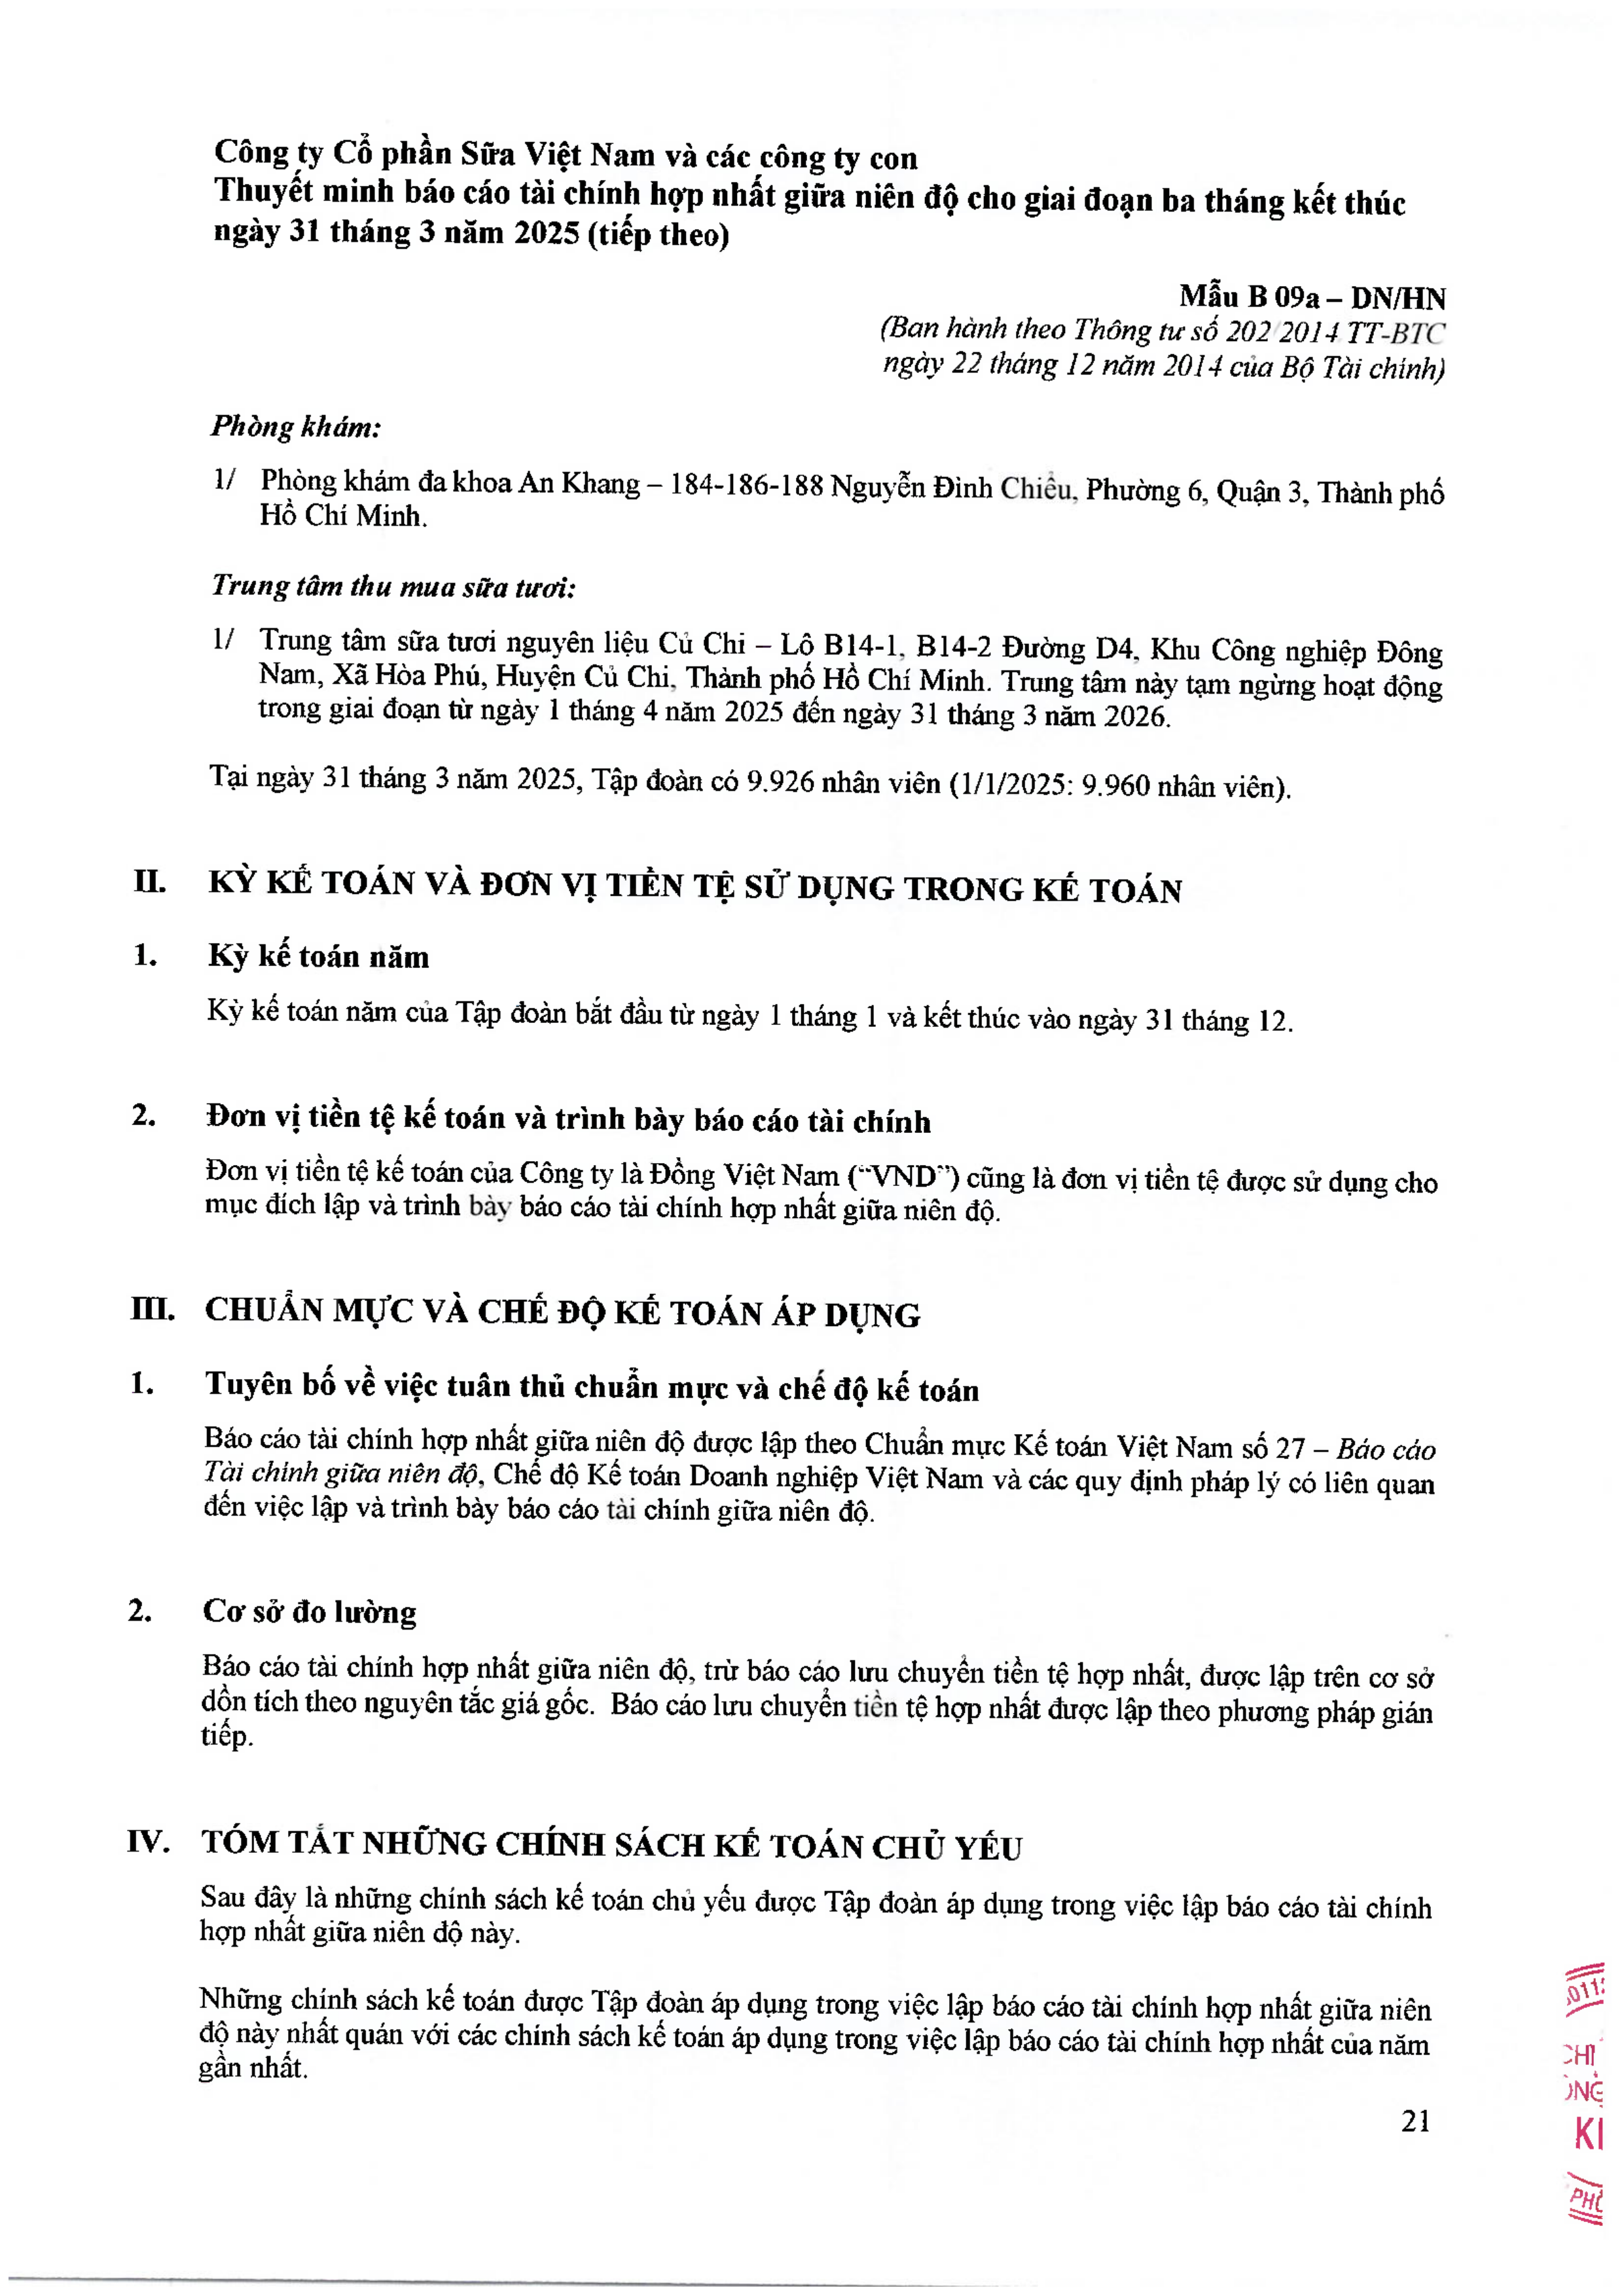 Công ty Cổ phần Sữa Việt Nam và các công ty con
Thuyết minh báo cáo tài chính hợp nhất giữa niên độ cho giai đoạn ba tháng kết thúc
ngày 31 tháng 3 năm 2025 (tiếp theo)
Mẫu B 09a – DN/HN
(Ban hành theo Thông tư số 202/2014/TT-BTC
ngày 22 tháng 12 năm 2014 của Bộ Tài chính)
Phòng khám:
1/ Phòng khám đa khoa An Khang – 184-186-188 Nguyễn Đình Chiểu, Phường 6, Quận 3, Thành phố
Hồ Chí Minh.
Trung tâm thu mua sữa tươi:
1/ Trung tâm sữa tươi nguyên liệu Củ Chi – Lô B14-1, B14-2 Đường D4, Khu Công nghiệp Đông
Nam, Xã Hòa Phú, Huyện Củ Chi, Thành phố Hồ Chí Minh. Trung tâm này tạm ngừng hoạt động
trong giai đoạn từ ngày 1 tháng 4 năm 2025 đến ngày 31 tháng 3 năm 2026.
Tại ngày 31 tháng 3 năm 2025, Tập đoàn có 9.926 nhân viên (1/1/2025: 9.960 nhân viên).
II. KỲ KẾ TOÁN VÀ ĐƠN VỊ TIỀN TỆ SỬ DỤNG TRONG KẾ TOÁN
1. Kỳ kế toán năm
Kỳ kế toán năm của Tập đoàn bắt đầu từ ngày 1 tháng 1 và kết thúc vào ngày 31 tháng 12.
2. Đơn vị tiền tệ kế toán và trình bày báo cáo tài chính
Đơn vị tiền tệ kế toán của Công ty là Đồng Việt Nam (“VND”) cũng là đơn vị tiền tệ được sử dụng cho
mục đích lập và trình bày báo cáo tài chính hợp nhất giữa niên độ.
III. CHUẨN MỰC VÀ CHẾ ĐỘ KẾ TOÁN ÁP DỤNG
1. Tuyên bố về việc tuân thủ chuẩn mực và chế độ kế toán
Báo cáo tài chính hợp nhất giữa niên độ được lập theo Chuẩn mực Kế toán Việt Nam số 27 – Báo cáo
Tài chính giữa niên độ, Chế độ Kế toán Doanh nghiệp Việt Nam và các quy định pháp lý có liên quan
đến việc lập và trình bày báo cáo tài chính giữa niên độ.
2. Cơ sở đo lường
Báo cáo tài chính hợp nhất giữa niên độ, trừ báo cáo lưu chuyển tiền tệ hợp nhất, được lập trên cơ sở
dồn tích theo nguyên tắc giá gốc. Báo cáo lưu chuyển tiền tệ hợp nhất được lập theo phương pháp gián
tiếp.
IV. TÓM TẮT NHỮNG CHÍNH SÁCH KẾ TOÁN CHỦ YẾU
Sau đây là những chính sách kế toán chủ yếu được Tập đoàn áp dụng trong việc lập báo cáo tài chính
hợp nhất giữa niên độ này.
Những chính sách kế toán được Tập đoàn áp dụng trong việc lập báo cáo tài chính hợp nhất giữa niên
độ này nhất quán với các chính sách kế toán áp dụng trong việc lập báo cáo tài chính hợp nhất của năm
gần nhất.
21